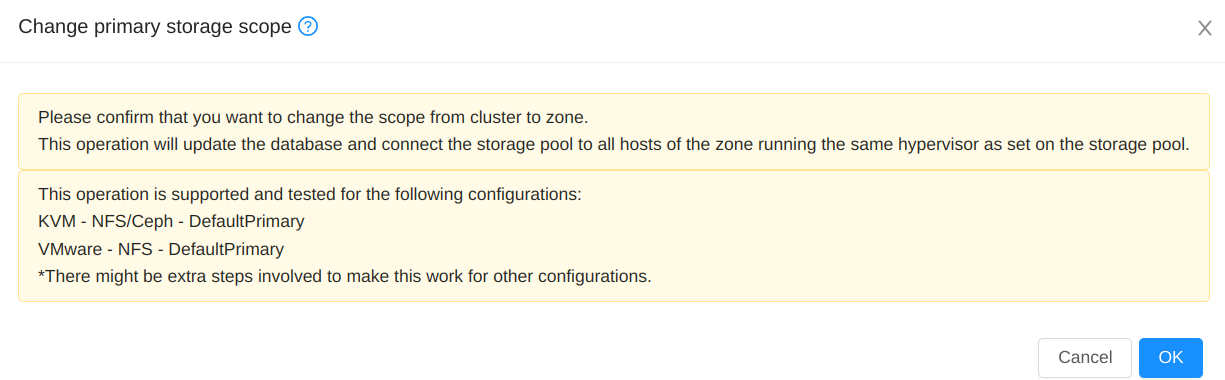 Change primary storage scope ?
X
Please confirm that you want to change the scope from cluster to zone.
This operation will update the database and connect the storage pool to all hosts of the zone running the same hypervisor as set on the storage pool.
This operation is supported and tested for the following configurations:
KVM - NFS/Ceph - DefaultPrimary
VMware - NFS - DefaultPrimary
*There might be extra steps involved to make this work for other configurations.
Cancel
OK